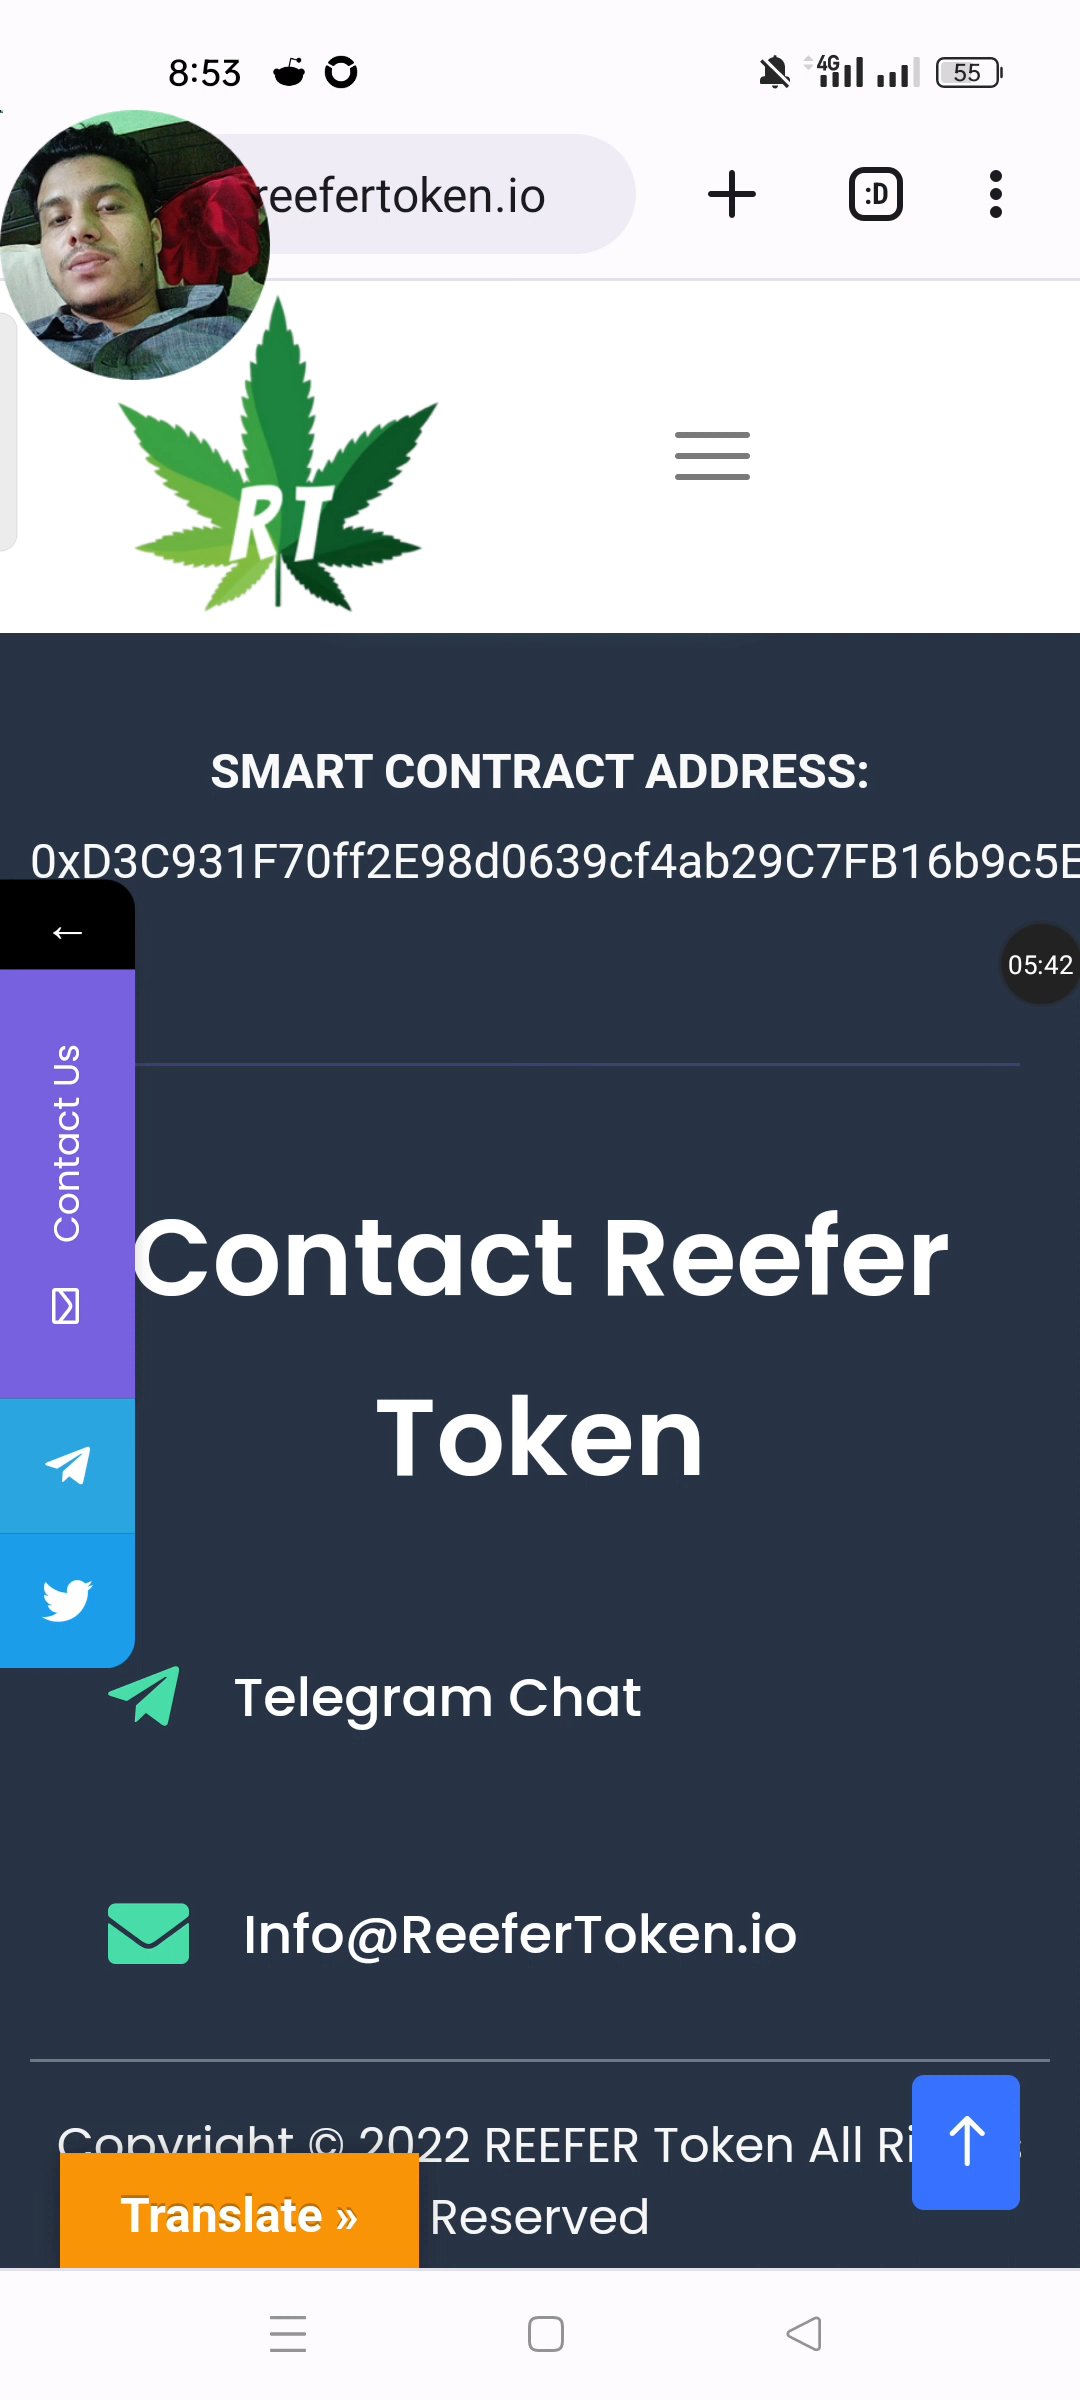 8:53
4G
55
reefertoken.io
:D
RT
SMART CONTRACT ADDRESS:
0xD3C931F70ff2E98d0639cf4ab29C7FB16b9c5E
←
05:42
Contact Us
Contact Reefer
Token
Telegram Chat
Info@ReeferToken.io
Copyright © 2022 REEFER Token All
Reserved
Translate »